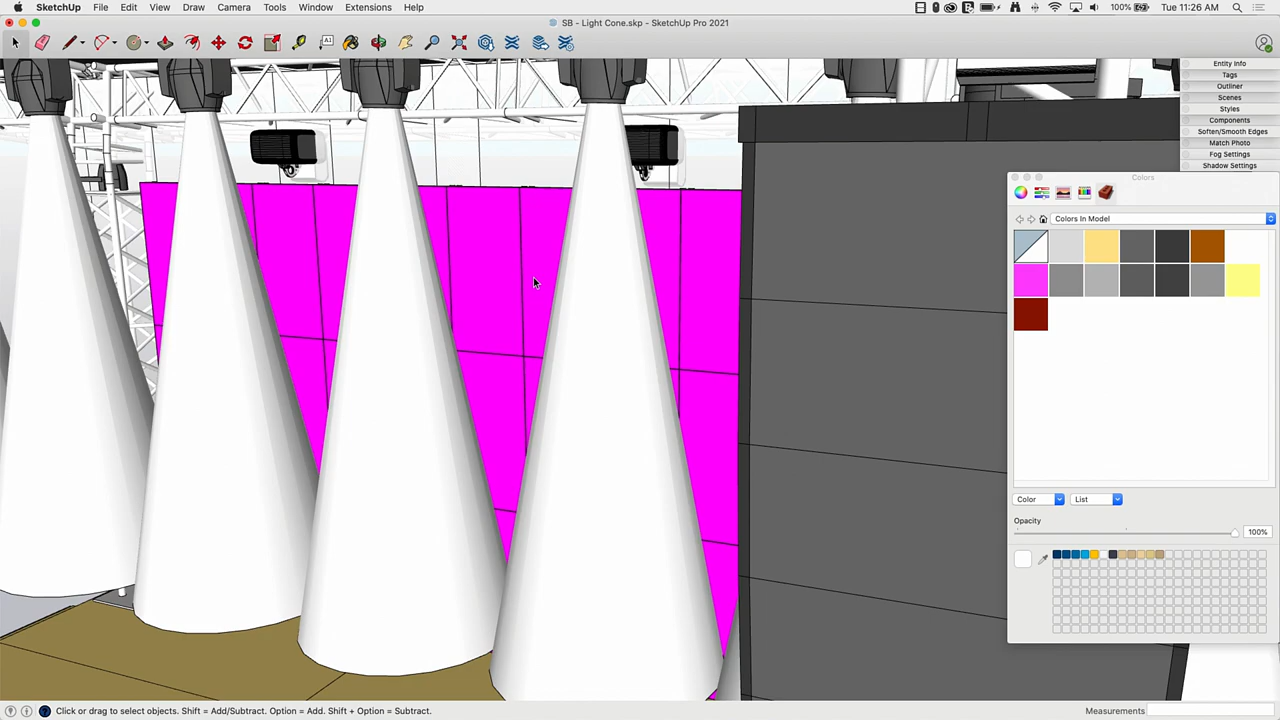 SketchUp File Edit View Draw Camera Tools Window Extensions Help 100% Tue 11:26 AM
SB - Light Cone.skp - SketchUp Pro 2021
A1
Entity Info
Tags
Outliner
Scenes
Styles
Components
Soften/Smooth Edges
Match Photo
Fog Settings
Shadow Settings
Colors
Colors In Model
Color List
Opacity
100%
Click or drag to select objects. Shift = Add/Subtract. Option = Add. Shift + Option = Subtract. Measurements